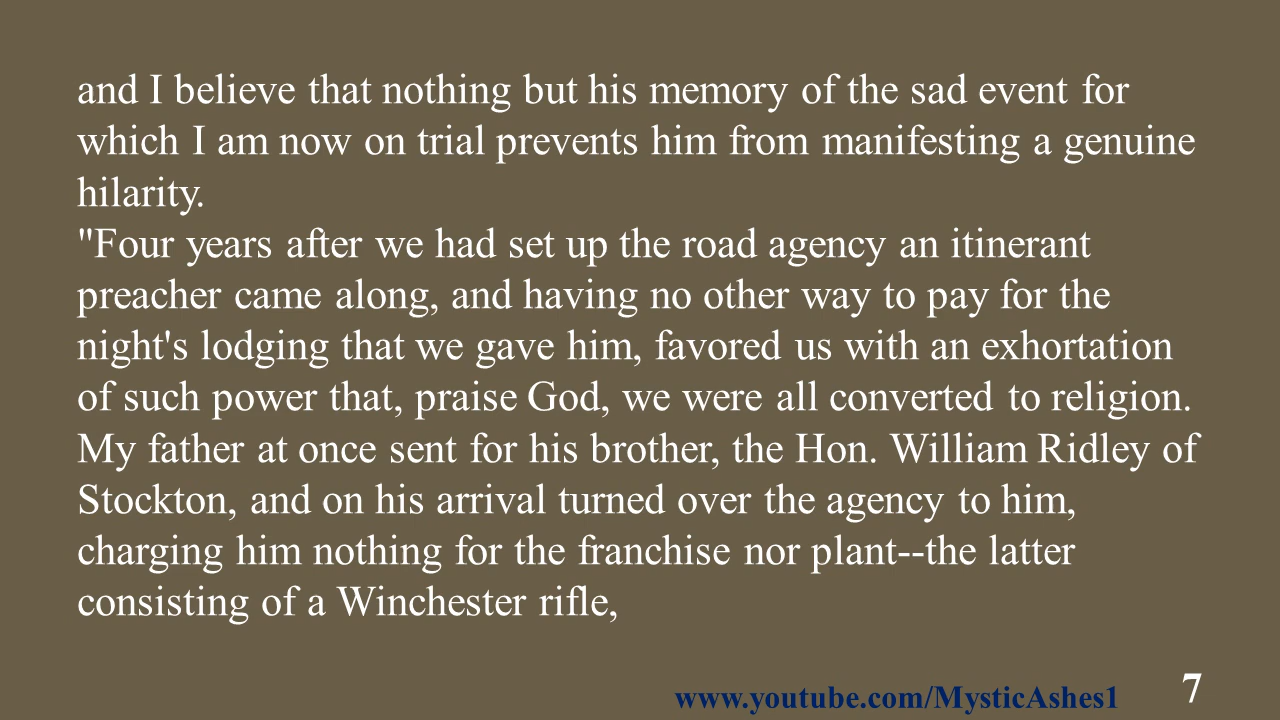 and I believe that nothing but his memory of the sad event for
which I am now on trial prevents him from manifesting a genuine
hilarity.
"Four years after we had set up the road agency an itinerant
preacher came along, and having no other way to pay for the
night's lodging that we gave him, favored us with an exhortation
of such power that, praise God, we were all converted to religion.
My father at once sent for his brother, the Hon. William Ridley of
Stockton, and on his arrival turned over the agency to him,
charging him nothing for the franchise nor plant--the latter
consisting of a Winchester rifle,
www.youtube.com/MysticAshes1
7